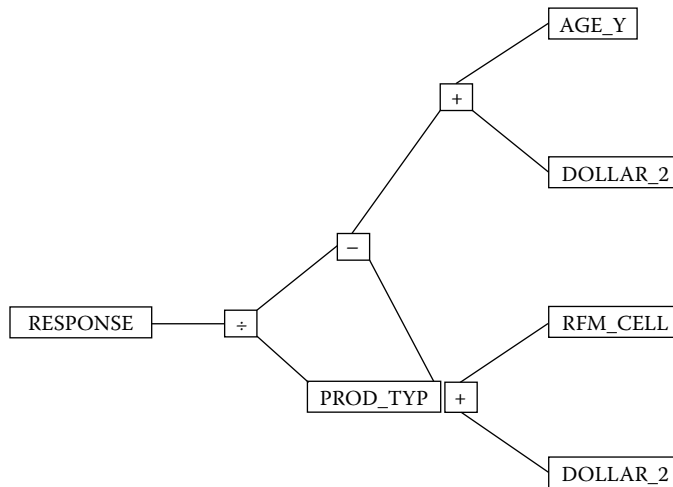 AGE_Y
+
DOLLAR_2
−
RESPONSE
÷
RFM_CELL
PROD_TYP
+
DOLLAR_2